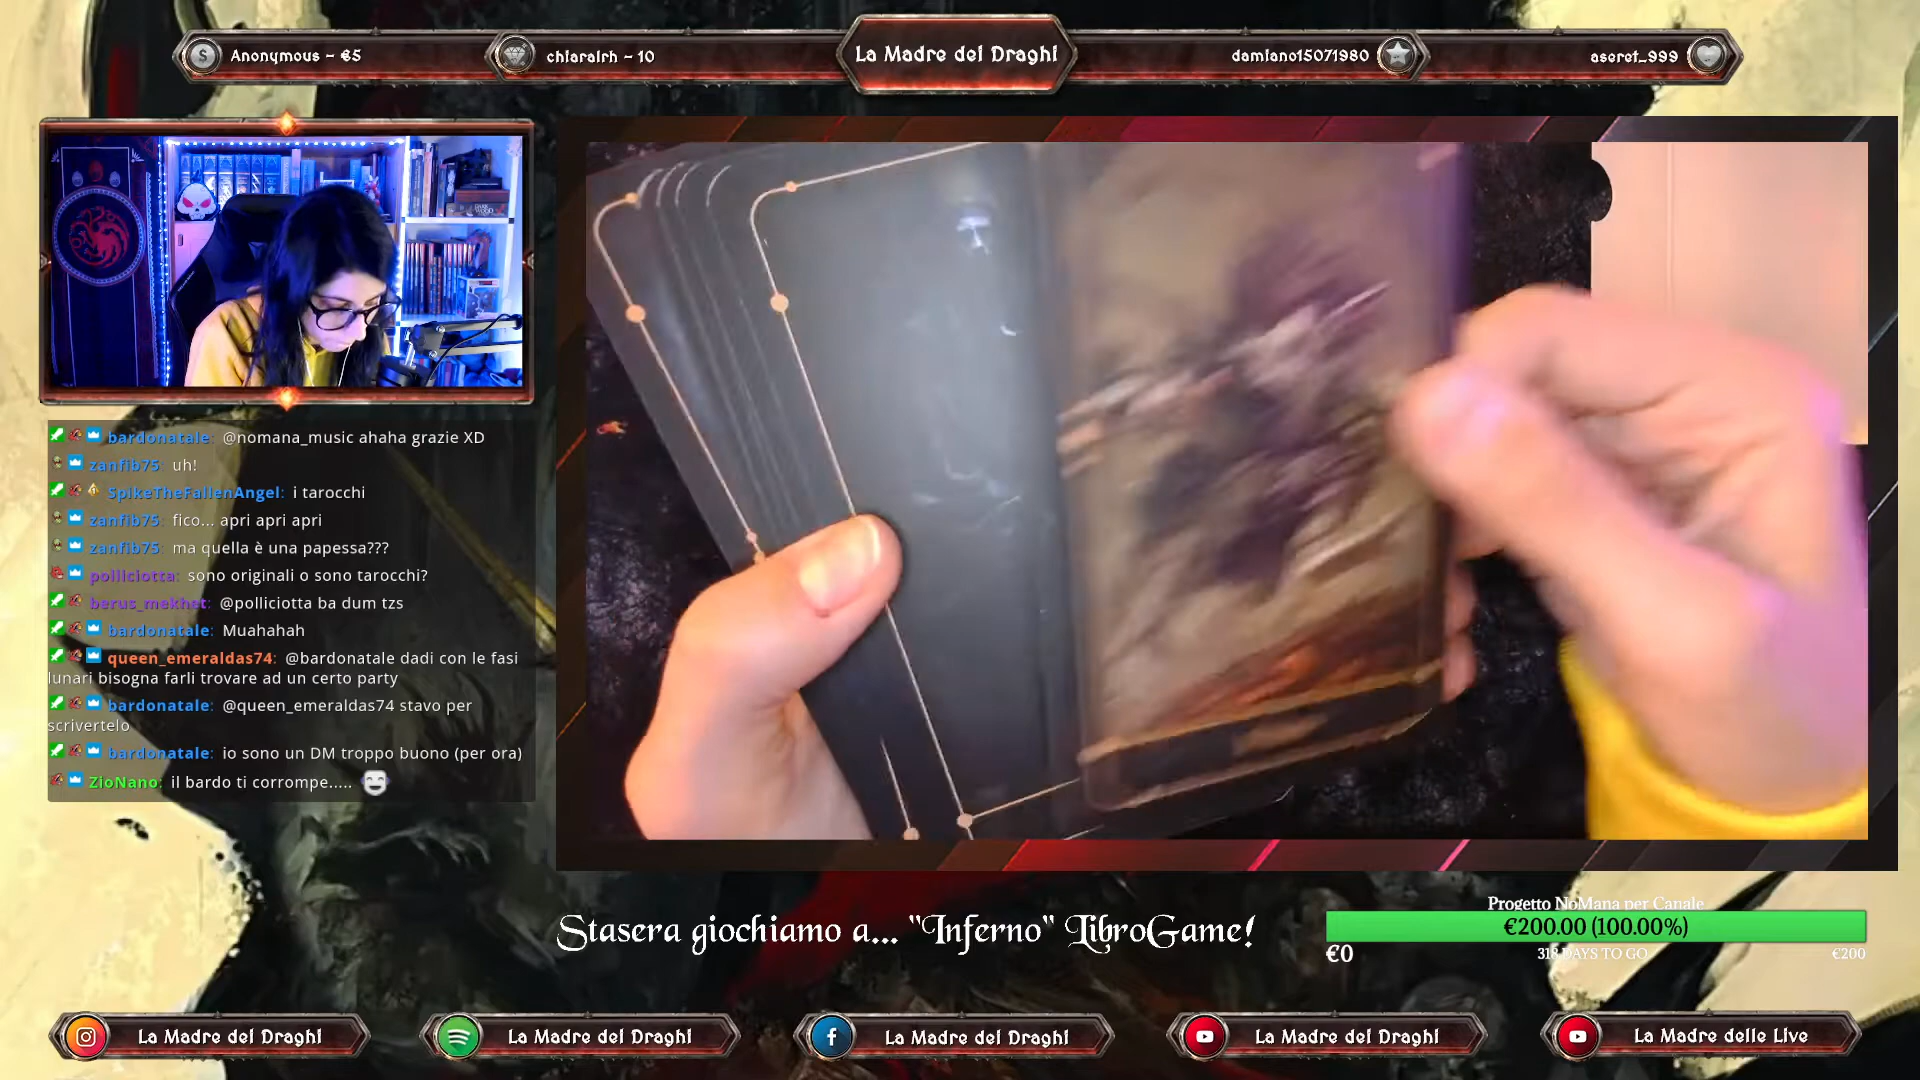 Anonymous - €5
chiaralrh - 10
La Madre dei Draghi
damiano15071980
aseret_999
bardonatale: @nomana_music ahaha grazie XD
zanfib75: uh!
SpikeTheFallenAngel: i tarocchi
zanfib75: fico... apri apri apri
zanfib75: ma quella è una papessa???
polliciotta: sono originali o sono tarocchi?
berus_mekhet: @polliciotta ba dum tzs
bardonatale: Muahahah
queen_emeraldas74: @bardonatale dadi con le fasi
lunari bisogna farli trovare ad un certo party
bardonatale: @queen_emeraldas74 stavo per
scrivertelo
bardonatale: io sono un DM troppo buono (per ora)
ZioNano: il bardo ti corrompe.....
Stasera giochiamo a... "Inferno" LibroGame!
Progetto NoMana per Canale
€200.00 (100.00%)
€0
318 DAYS TO GO
€200
La Madre dei Draghi
La Madre dei Draghi
La Madre dei Draghi
La Madre dei Draghi
La Madre delle Live